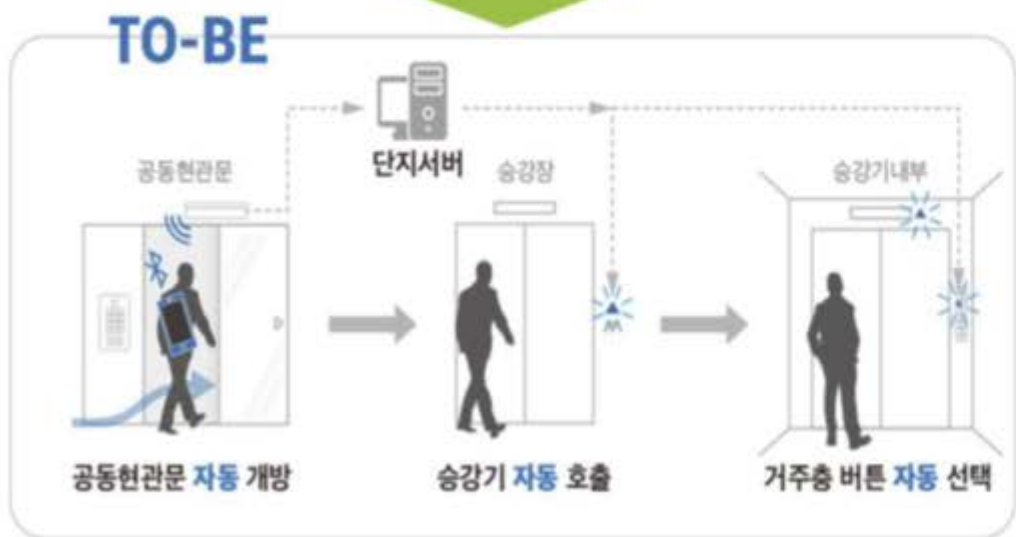 TO-BE
단지서버
공동현관문
승강장
승강기내부
공동현관문 자동 개방
승강기 자동 호출
거주층 버튼 자동 선택